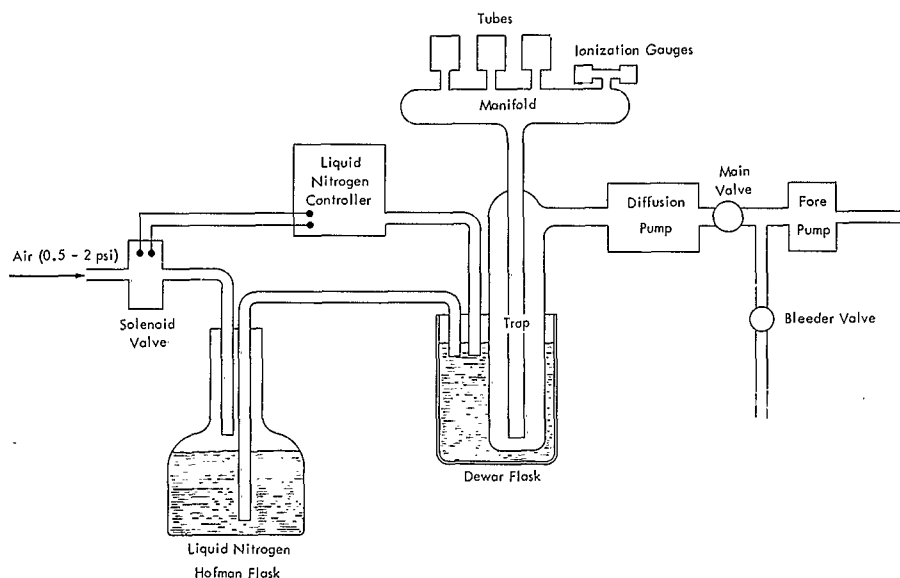 Tubes
Ionization Gauges
Manifold
Liquid
Nitrogen
Controller
Main
Valve
Diffusion
Pump
Fore
Pump
Air (0.5 - 2 psi)
Solenoid
Valve
Trap
Bleeder Valve
Dewar Flask
Liquid Nitrogen
Hofman Flask